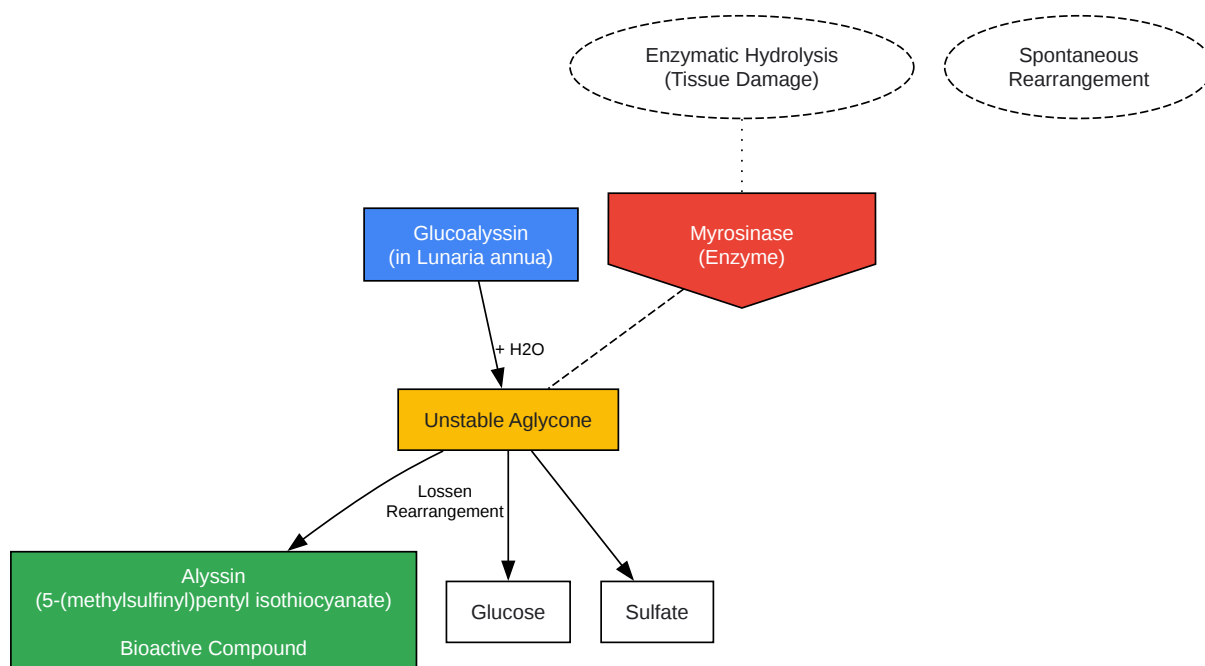 Enzymatic Hydrolysis
(Tissue Damage)
Spontaneous
Rearrangement
Glucoalyssin
(in Lunaria annua)
Myrosinase
(Enzyme)
+ H2O
Unstable Aglycone
Lossen
Rearrangement
Alyssin
(5-(methylsulfinyl)pentyl isothiocyanate)
Bioactive Compound
Glucose
Sulfate